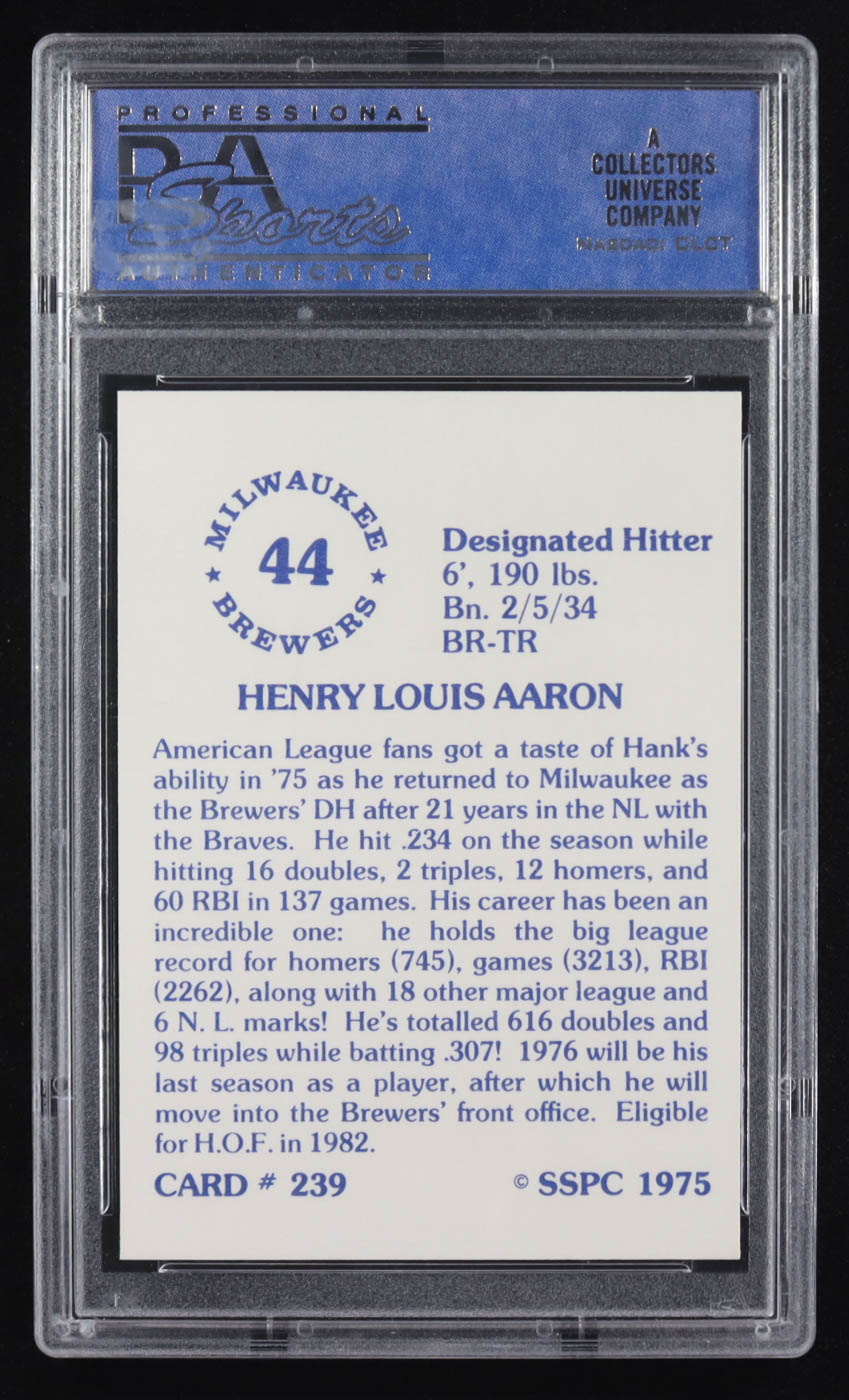 PROFESSIONAL
PSA
Sports
AUTHENTICATOR
A
COLLECTORS
UNIVERSE
COMPANY
NASDAQ: CLCT
MILWAUKEE
44
BREWERS
Designated Hitter
6’, 190 lbs.
Bn. 2/5/34
BR-TR
HENRY LOUIS AARON
American League fans got a taste of Hank’s
ability in ’75 as he returned to Milwaukee as
the Brewers’ DH after 21 years in the NL with
the Braves. He hit .234 on the season while
hitting 16 doubles, 2 triples, 12 homers, and
60 RBI in 137 games. His career has been an
incredible one: he holds the big league
record for homers (745), games (3213), RBI
(2262), along with 18 other major league and
6 N. L. marks! He’s totalled 616 doubles and
98 triples while batting .307! 1976 will be his
last season as a player, after which he will
move into the Brewers’ front office. Eligible
for H.O.F. in 1982.
CARD # 239
© SSPC 1975